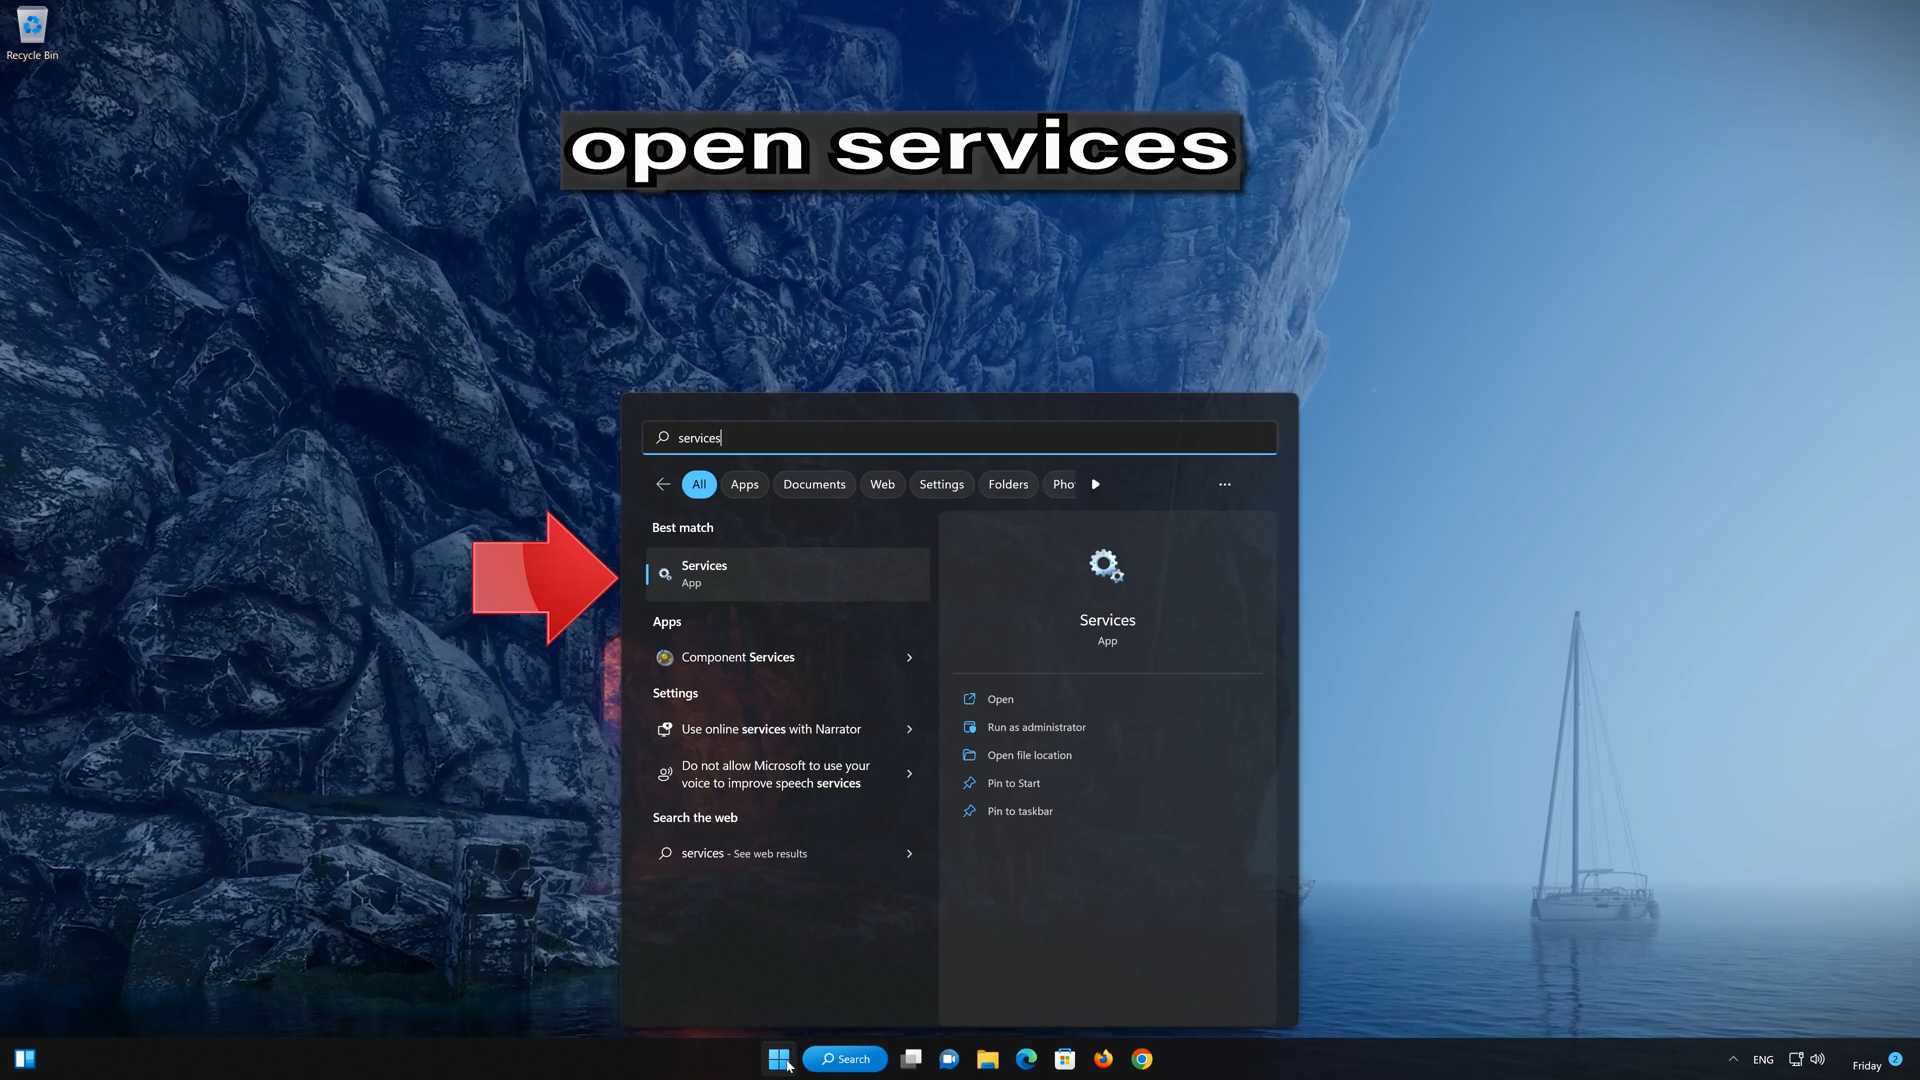 Recycle Bin
open services
services
All
Apps
Documents
Web
Settings
Folders
Pho
Best match
Services
App
Apps
Component Services
Settings
Use online services with Narrator
Do not allow Microsoft to use your
voice to improve speech services
Search the web
services - See web results
Services
App
Open
Run as administrator
Open file location
Pin to Start
Pin to taskbar
Search
ENG
Friday
2